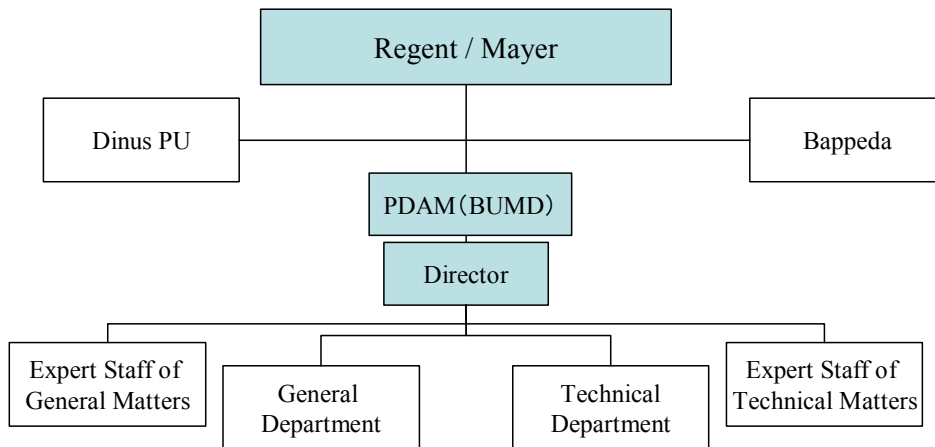 Regent / Mayer
Dinus PU
Bappeda
PDAM（BUMD）
Director
Expert Staff of
General Matters
General
Department
Technical
Department
Expert Staff of
Technical Matters